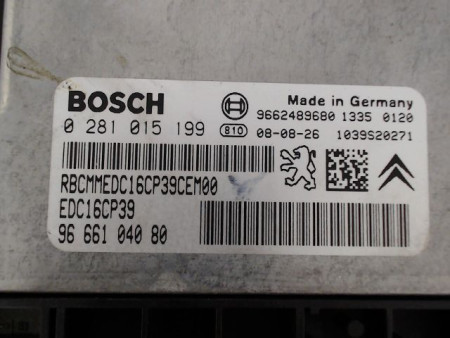 BOSCH
Made in Germany
9662489680 1335 0120
0 281 015 199 810 08-08-26 1039S20271
RBCMMEDC16CP39CEM00
EDC16CP39
96 661 040 80